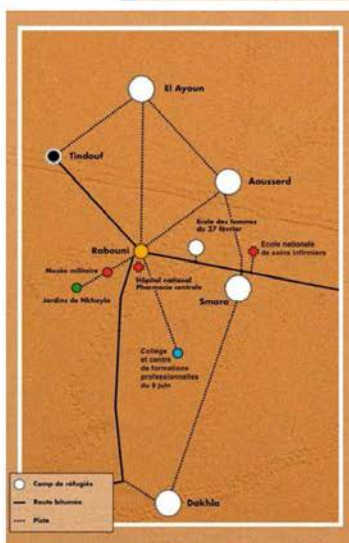 El Ayoun
Tindouf
Aousserd
Ecole des femmes
du 27 février
Rabouni
Ecole nationale
de soins infirmiers
Musée militaire
Hôpital national
Pharmacie centrale
Jardins de Nkheyla
Smara
Collège
et centre
de formations
professionnelles
du 9 juin
Camp de réfugiés
Route bitumée
Piste
Dakhla